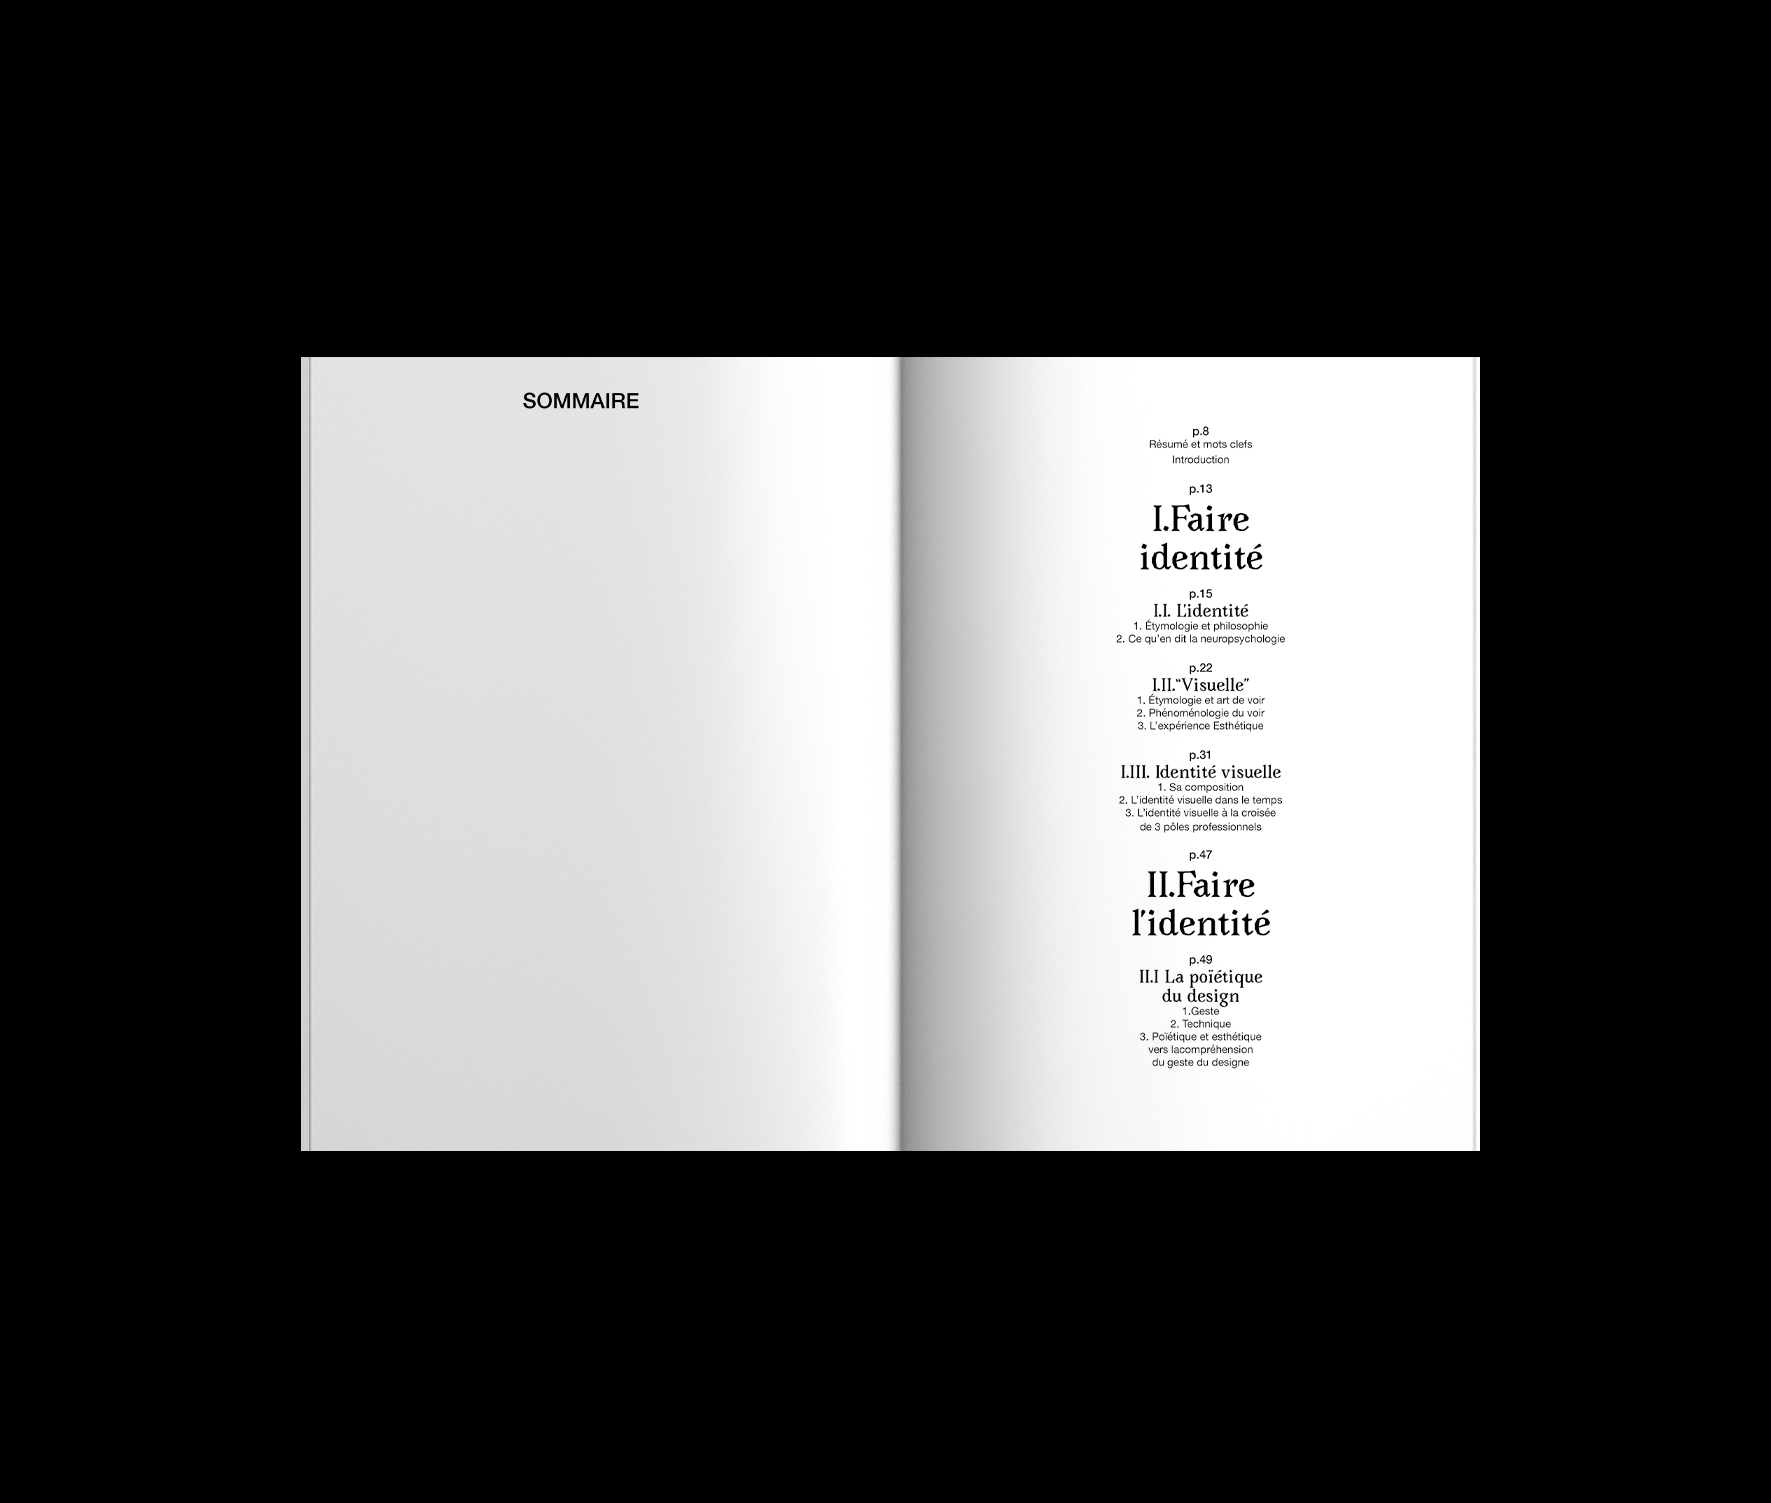 SOMMAIRE
p.8
Résumé et mots clefs
Introduction
p.13
I.Faire
identité
p.15
I.I. L'identité
1. Étymologie et philosophie
2. Ce qu'en dit la neuropsychologie
p.22
I.II.“Visuelle”
1. Étymologie et art de voir
2. Phénoménologie du voir
3. L'expérience Esthétique
p.31
I.III. Identité visuelle
1. Sa composition
2. L'identité visuelle dans le temps
3. L'identité visuelle à la croisée
de 3 pôles professionnels
p.47
II.Faire
l'identité
p.49
II.I La poïétique
du design
1.Geste
2. Technique
3. Poïétique et esthétique
vers lacompréhension
du geste du designe